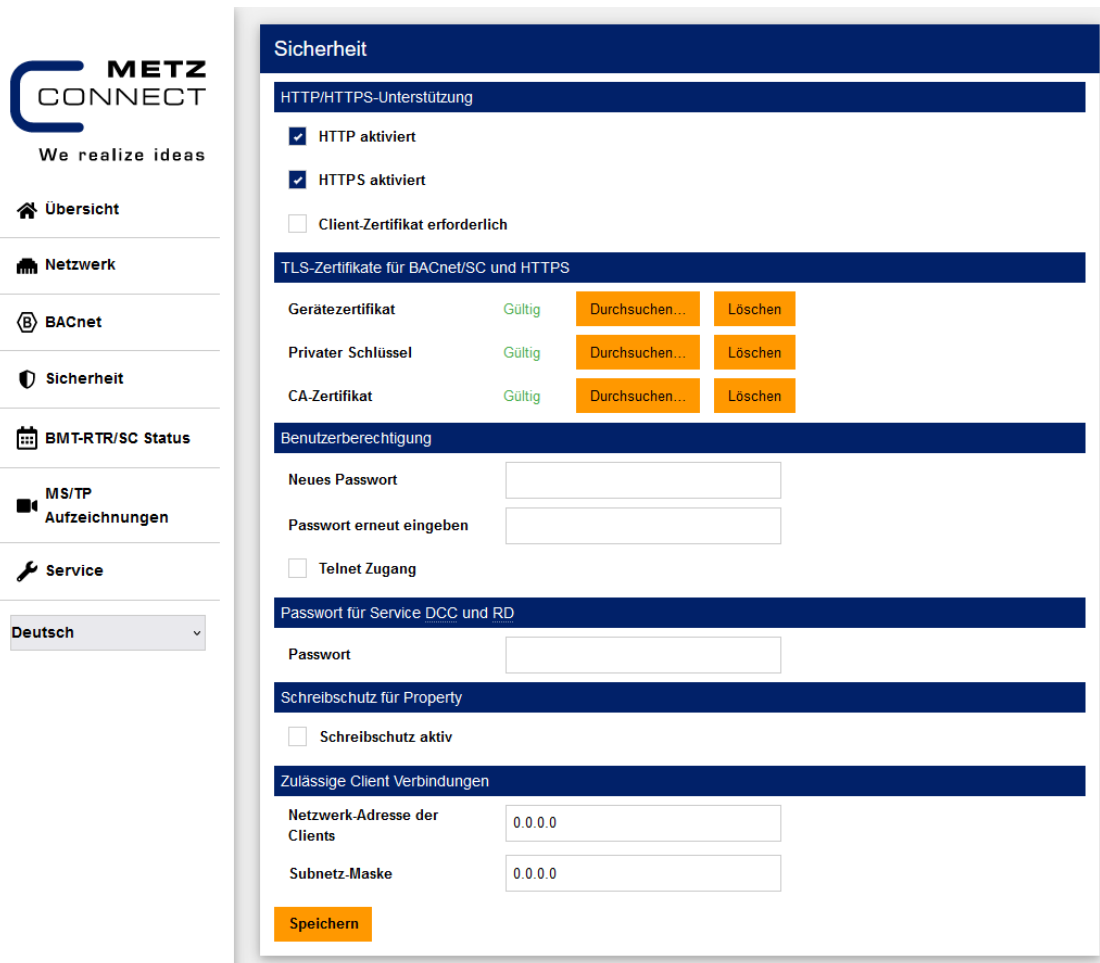 METZ
CONNECT
We realize ideas
Übersicht
Netzwerk
BACnet
Sicherheit
BMT-RTR/SC Status
MS/TP
Aufzeichnungen
Service
Deutsch
Sicherheit
HTTP/HTTPS-Unterstützung
HTTP aktiviert
HTTPS aktiviert
Client-Zertifikat erforderlich
TLS-Zertifikate für BACnet/SC und HTTPS
Gerätezertifikat Gültig Durchsuchen... Löschen
Privater Schlüssel Gültig Durchsuchen... Löschen
CA-Zertifikat Gültig Durchsuchen... Löschen
Benutzerberechtigung
Neues Passwort
Passwort erneut eingeben
Telnet Zugang
Passwort für Service DCC und RD
Passwort
Schreibschutz für Property
Schreibschutz aktiv
Zulässige Client Verbindungen
Netzwerk-Adresse der
Clients
0.0.0.0
Subnetz-Maske 0.0.0.0
Speichern